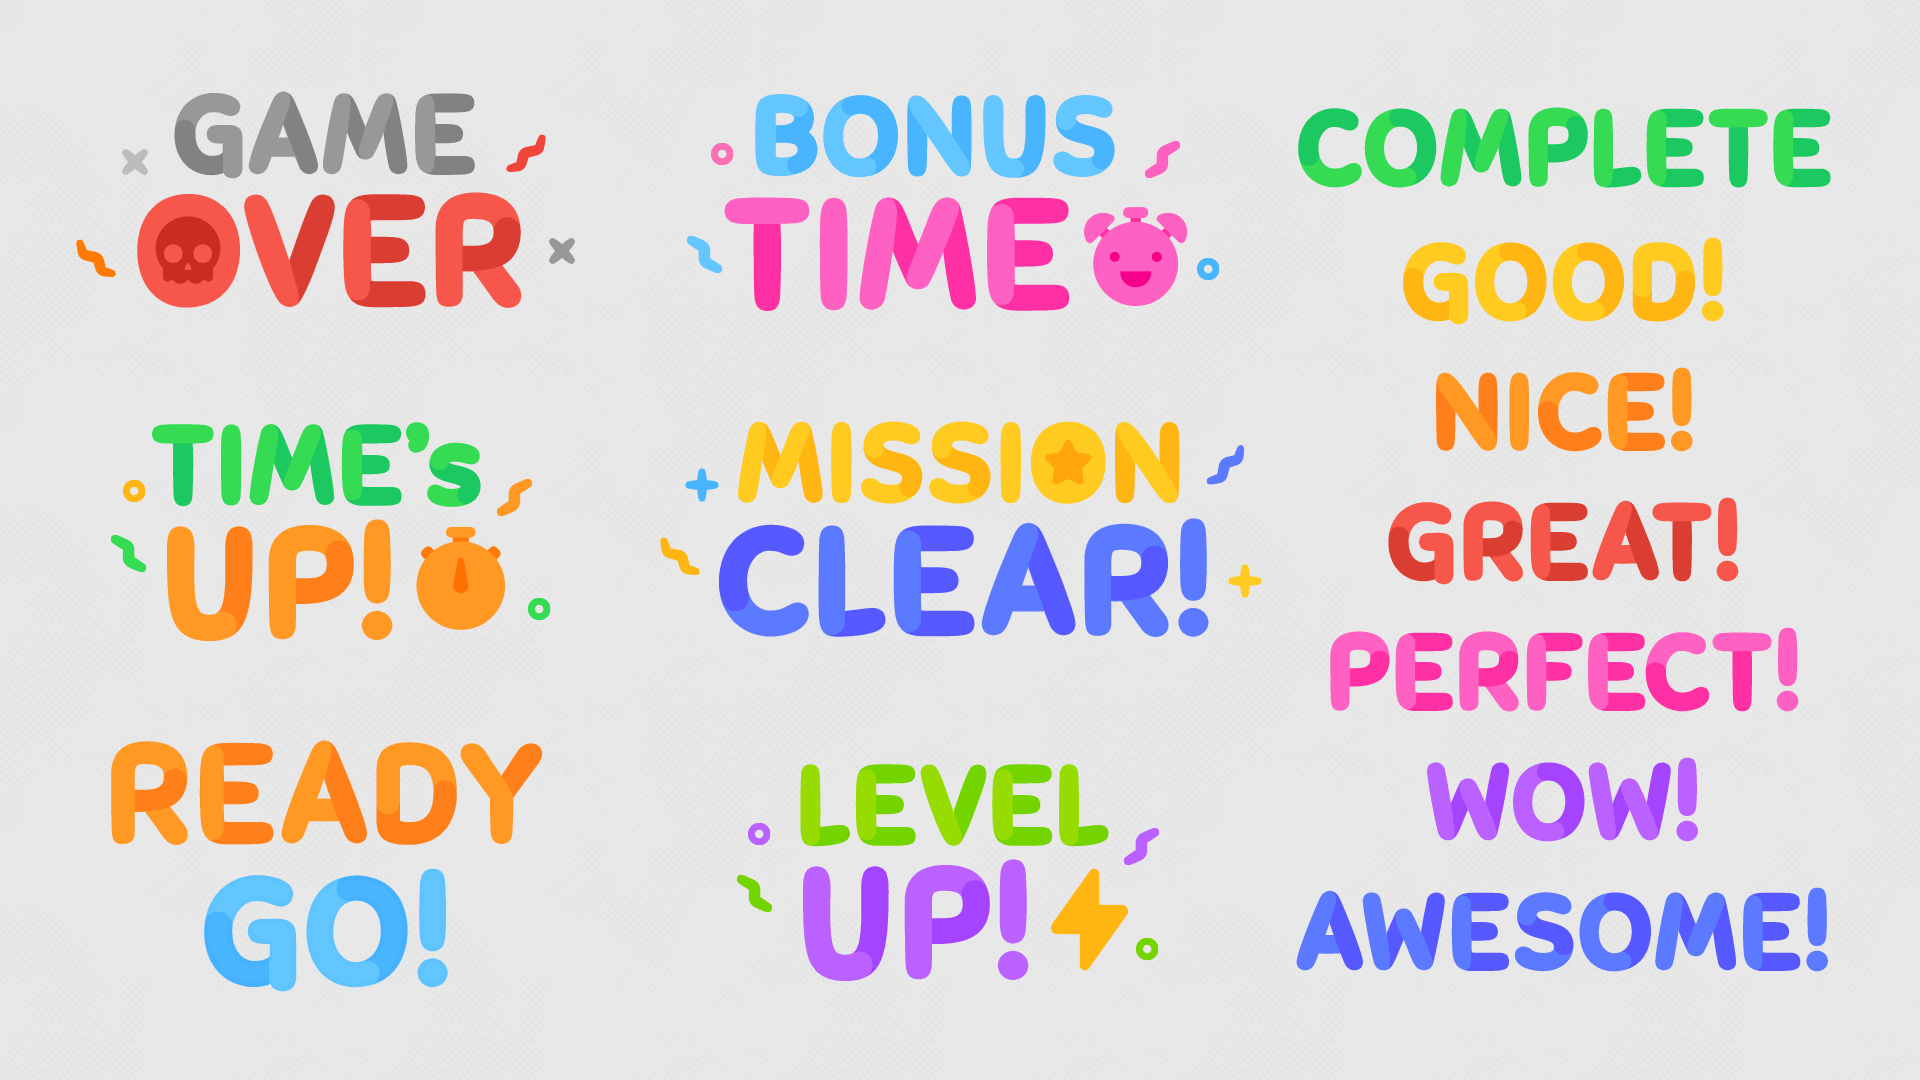 GAME
OVER
TIME's
UP!
READY
GO!
BONUS
TIME
MISSION
CLEAR!
LEVEL
UP!
COMPLETE
GOOD!
NICE!
GREAT!
PERFECT!
WOW!
AWESOME!